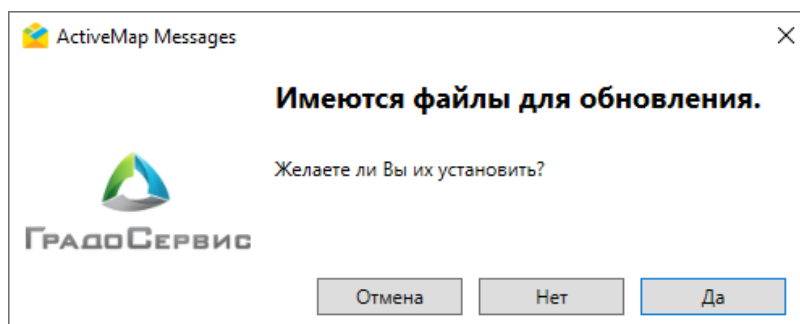 ActiveMap Messages
Имеются файлы для обновления.
Желаете ли Вы их установить?
ГрадоСервис
Отмена Нет Да